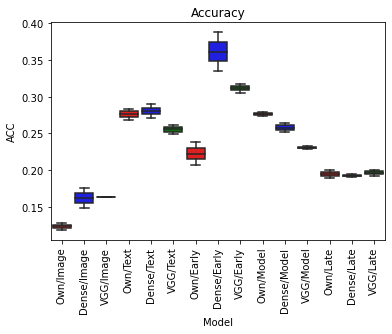 Accuracy
ACC
0.40
0.35
0.30
0.25
0.20
0.15
Own/Image
Dense/Image
VGG/Image
Own/Text
Dense/Text
VGG/Text
Own/Early
Dense/Early
VGG/Early
Own/Model
Dense/Model
VGG/Model
Own/Late
Dense/Late
VGG/Late
Model